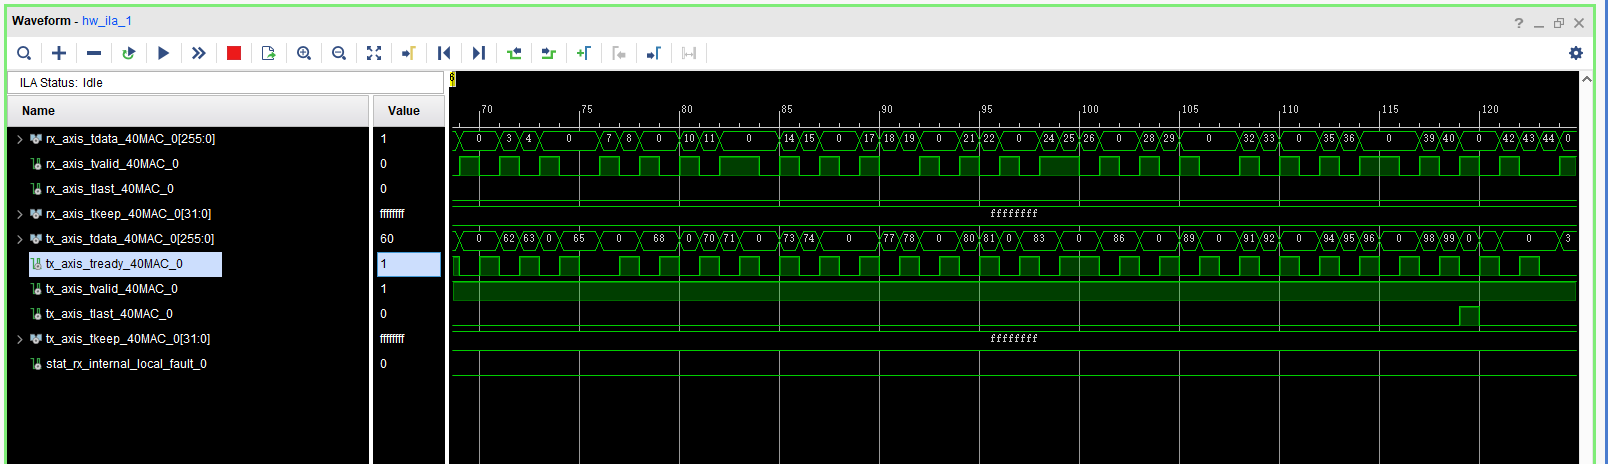 Waveform - hw_ila_1
ILA Status: Idle
Name Value
6
70 75 80 85 90 95 100 105 110 115 120
rx_axis_tdata_40MAC_0[255:0] 1 0 3 4 0 7 8 0 10 11 0 14 15 0 17 18 19 0 21 22 0 24 25 26 0 28 29 0 32 33 0 35 36 0 39 40 0 42 43 44 0
rx_axis_tvalid_40MAC_0 0
rx_axis_tlast_40MAC_0 0
rx_axis_tkeep_40MAC_0[31:0] ffffffff ffffffff
tx_axis_tdata_40MAC_0[255:0] 60 0 62 63 0 65 0 68 0 70 71 0 73 74 0 77 78 0 80 81 0 83 0 86 0 89 0 91 92 0 94 95 96 0 98 99 0 0 3
tx_axis_tready_40MAC_0 1
tx_axis_tvalid_40MAC_0 1
tx_axis_tlast_40MAC_0 0
tx_axis_tkeep_40MAC_0[31:0] ffffffff ffffffff
stat_rx_internal_local_fault_0 0